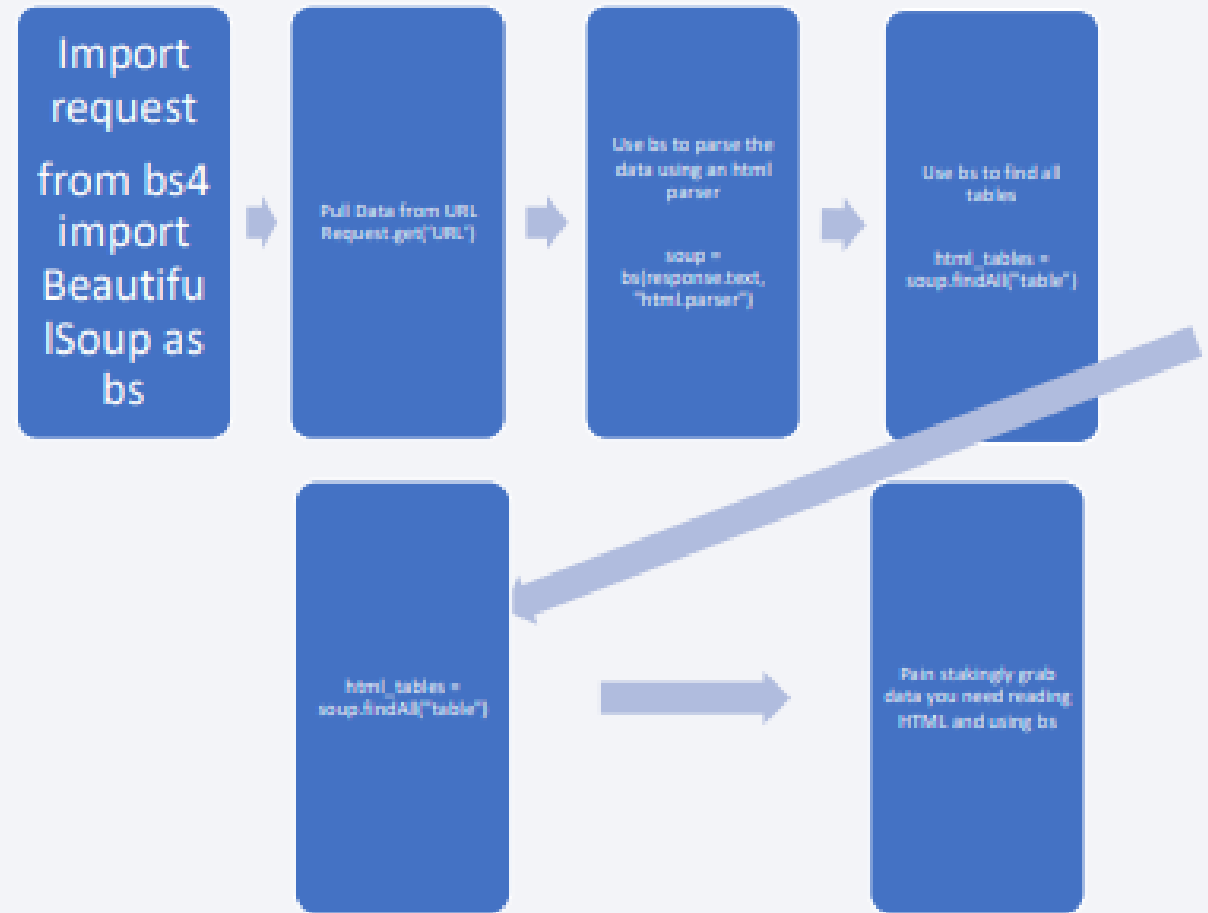 Import
request
from bs4
import
Beautifu
lSoup as
bs
Pull Data from URL
Request.get("URL")
Use bs to parse the
data using an html
parser
soup =
bs(response.text,
"html.parser")
Use bs to find all
tables
html_tables =
soup.findAll("table")
html_tables =
soup.findAll("table")
Pain stakingly grab
data you need reading
HTML and using bs